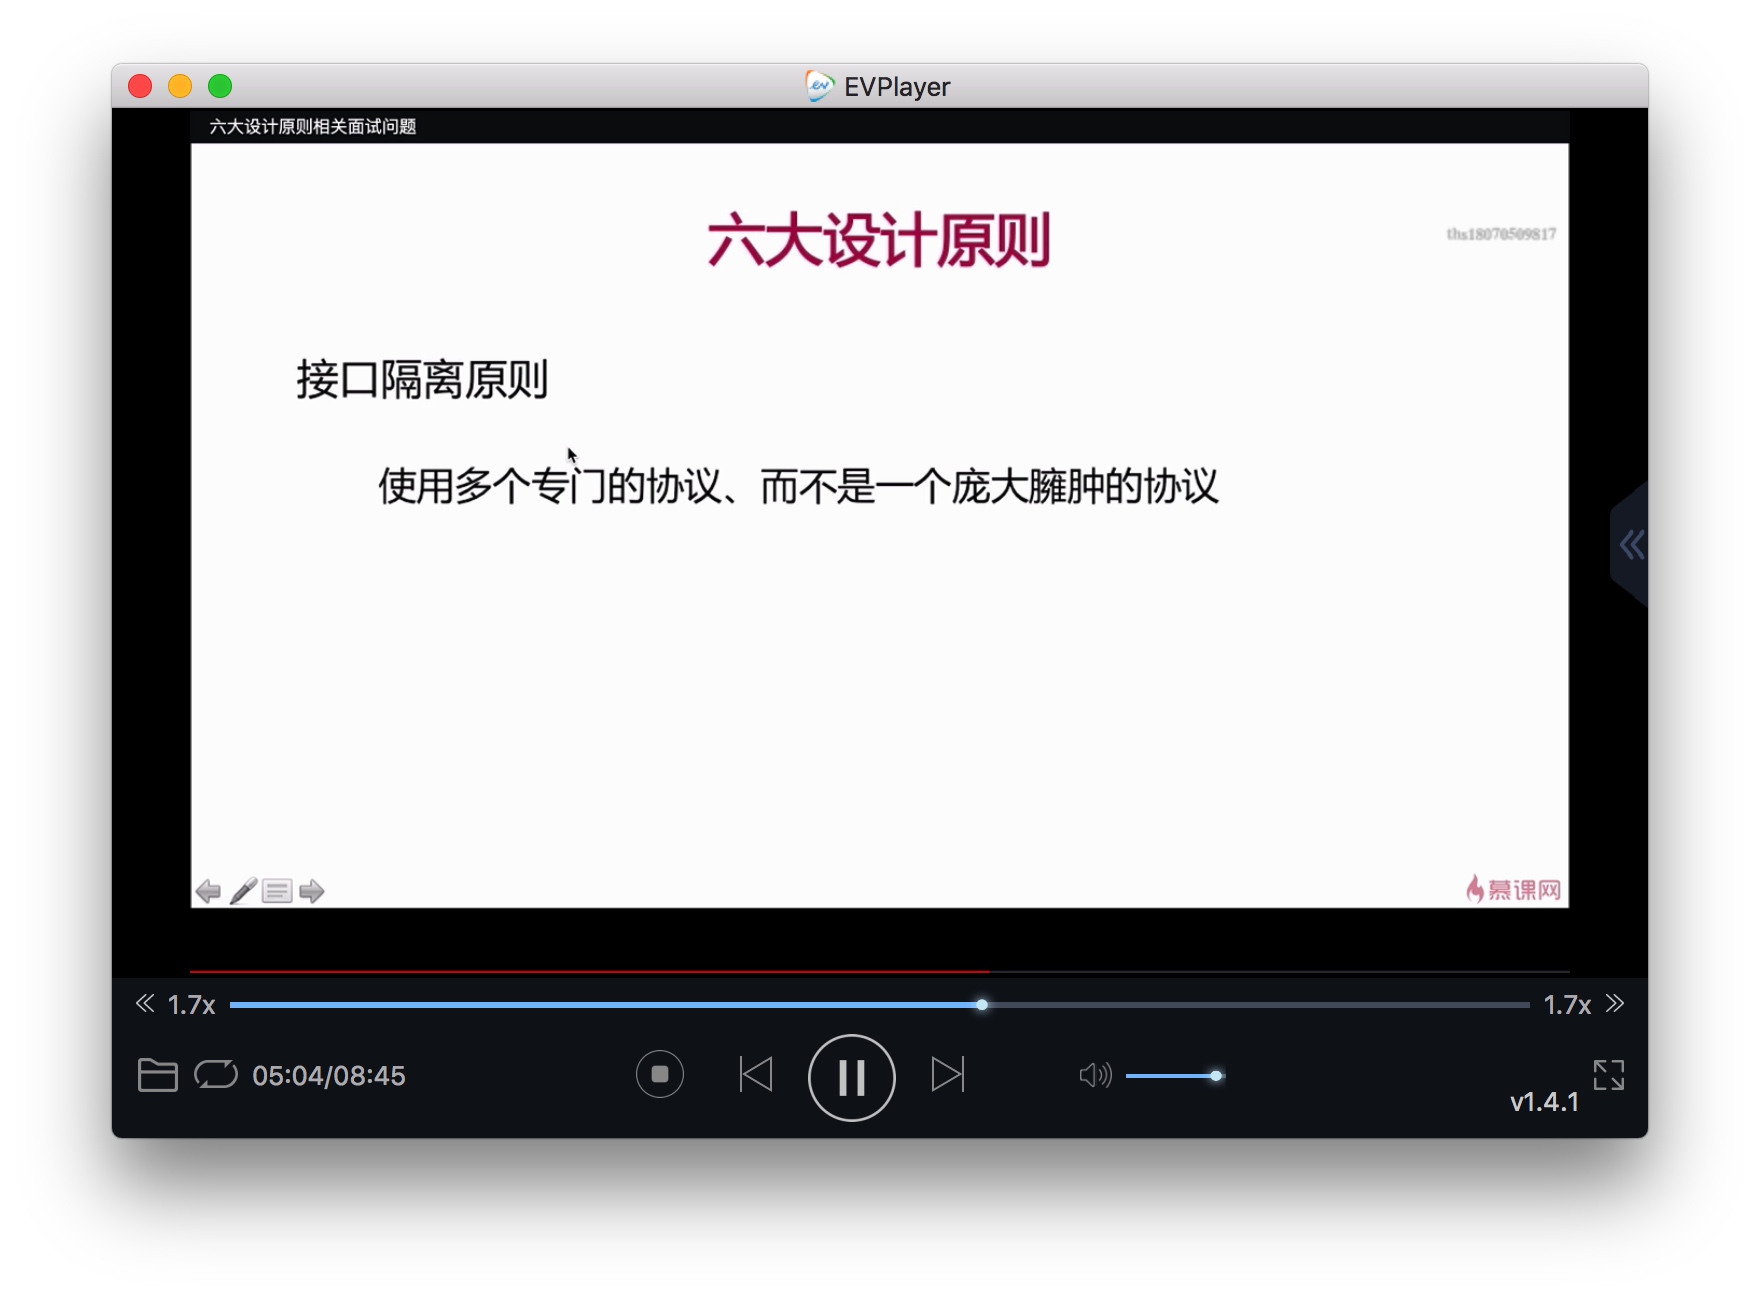 EVPlayer
六大设计原则相关面试问题
六大设计原则
ths18070509817
接口隔离原则
使用多个专门的协议、而不是一个庞大臃肿的协议
慕课网
1.7x
1.7x
05:04/08:45
v1.4.1